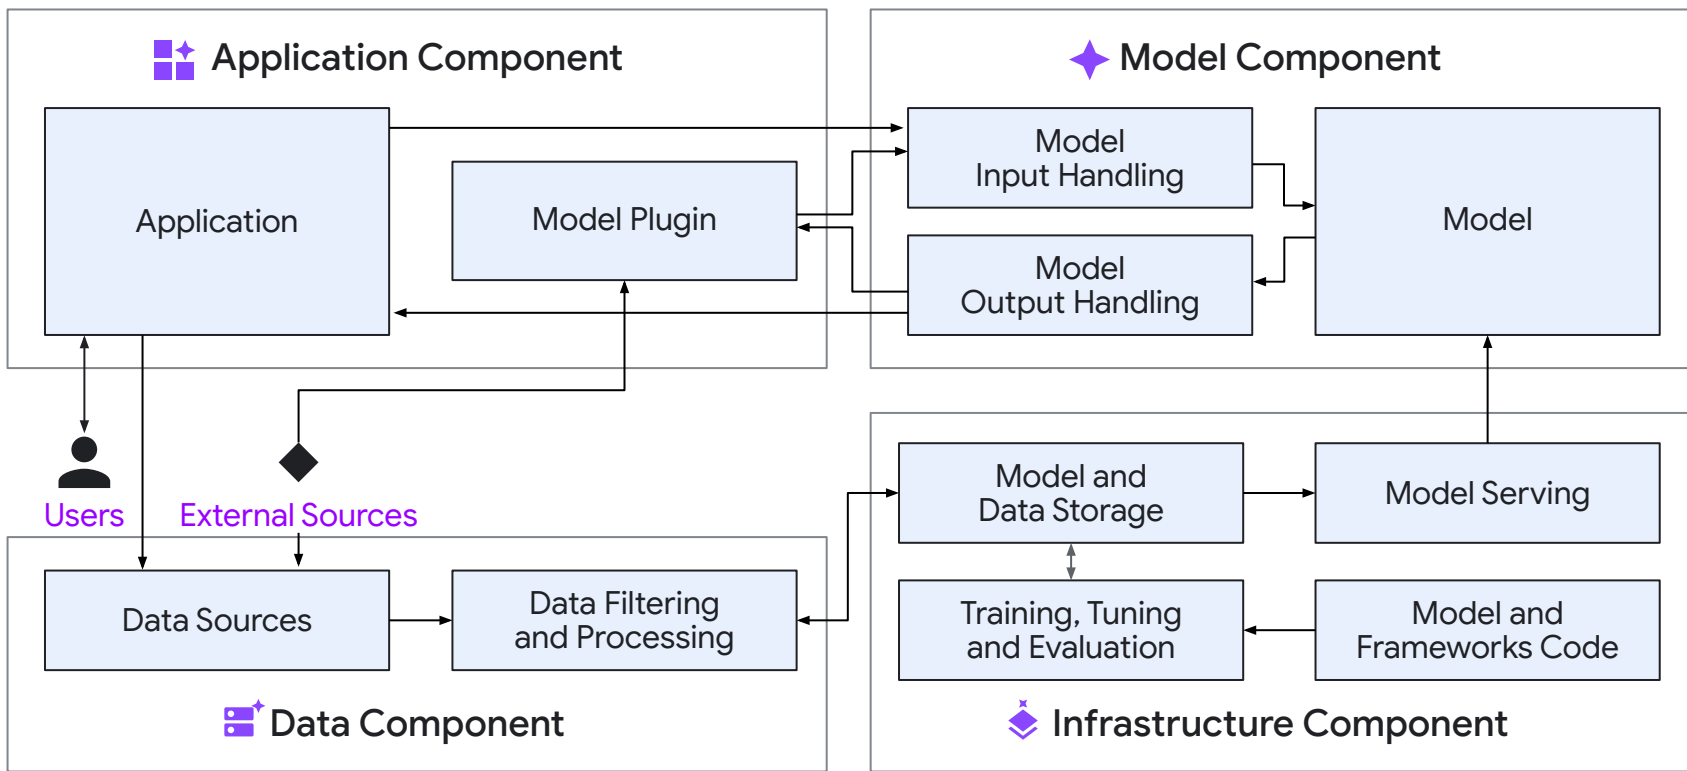 Application Component
Application
Model Plugin
Model Component
Model
Input Handling
Model
Output Handling
Model
Users
External Sources
Data Sources
Data Filtering
and Processing
Data Component
Model and
Data Storage
Model Serving
Training, Tuning
and Evaluation
Model and
Frameworks Code
Infrastructure Component